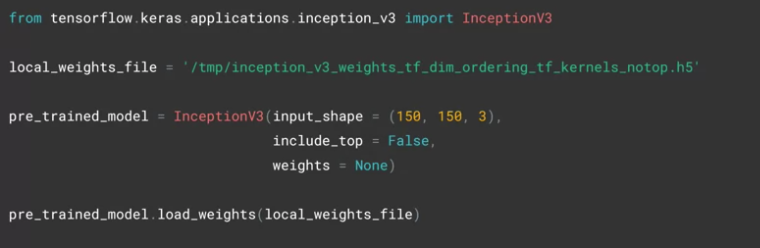 from tensorflow.keras.applications.inception_v3 import InceptionV3
local_weights_file = '/tmp/inception_v3_weights_tf_dim_ordering_tf_kernels_notop.h5'
pre_trained_model = InceptionV3(input_shape = (150, 150, 3),
include_top = False,
weights = None)
pre_trained_model.load_weights(local_weights_file)